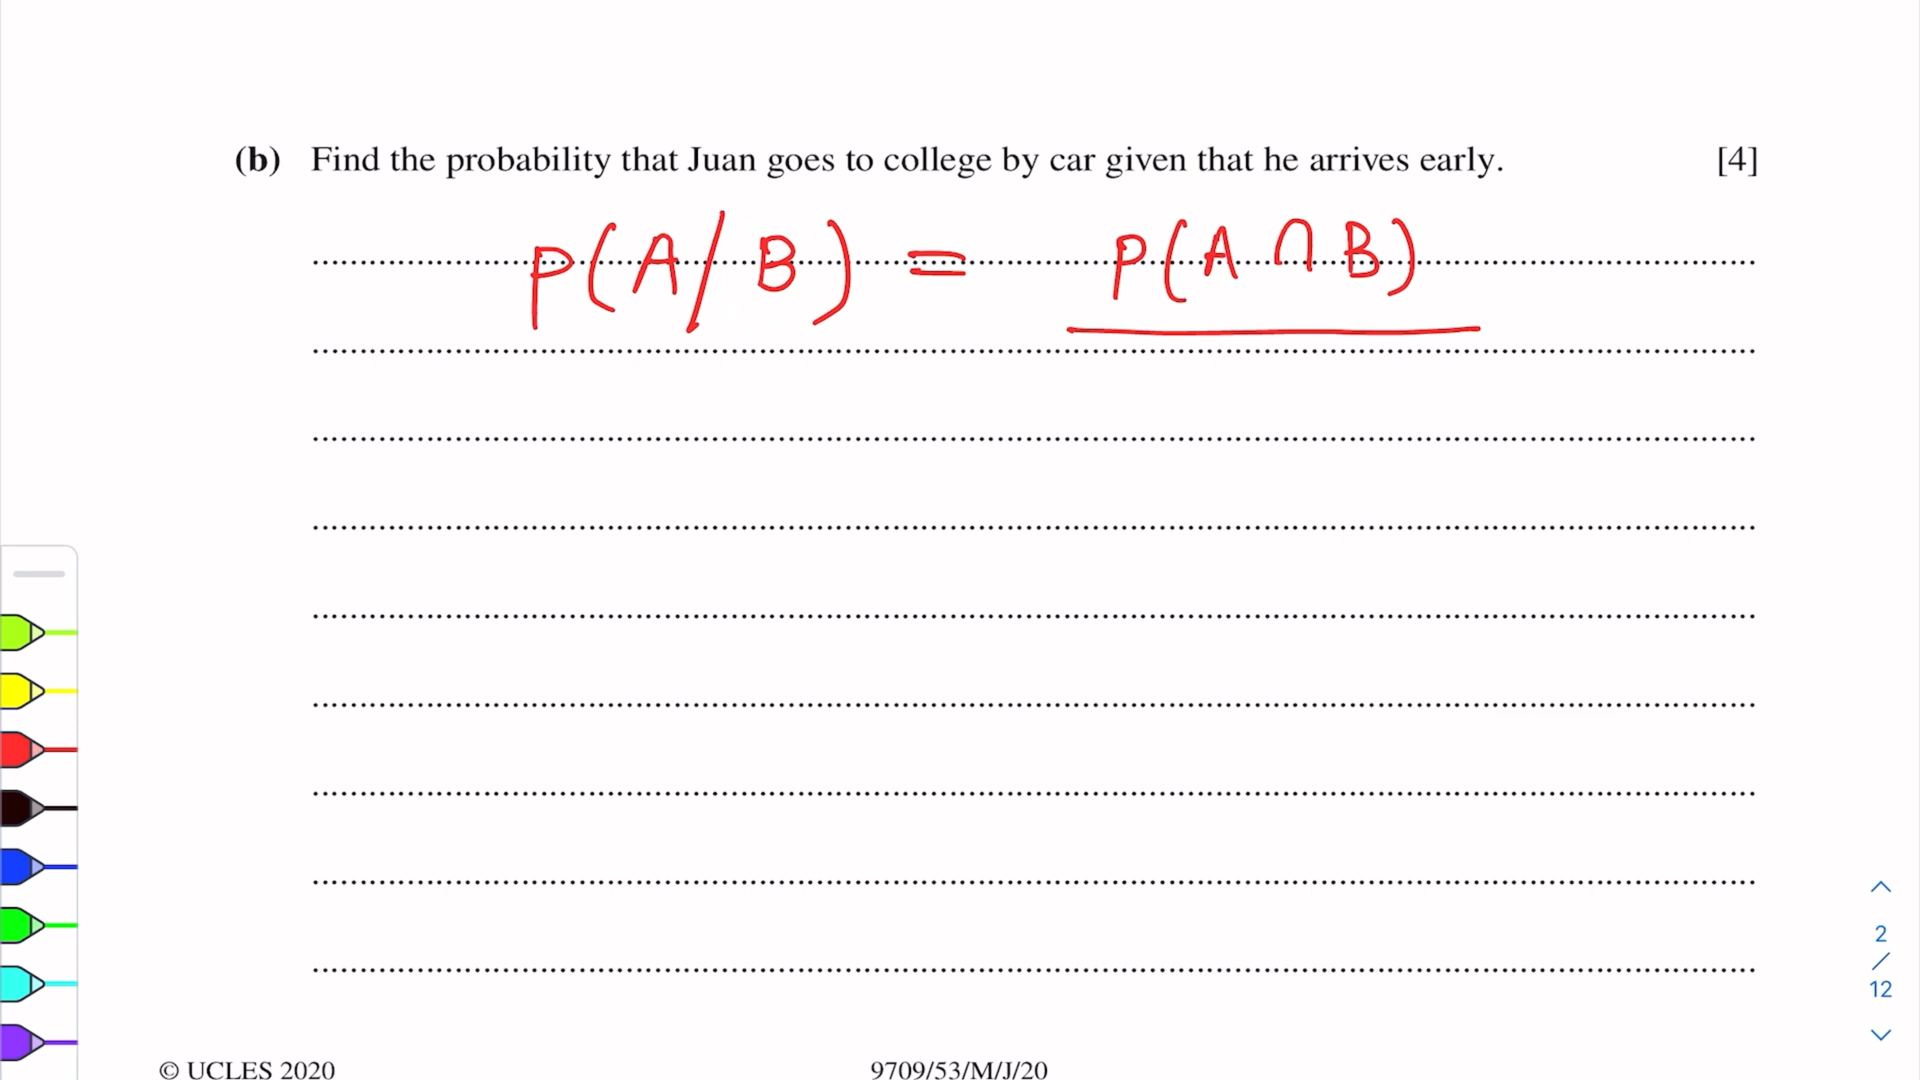 (b) Find the probability that Juan goes to college by car given that he arrives early. [4]
P(A/B) = P(A ∩ B)
2
/
12
© UCLES 2020 9709/53/M/J/20